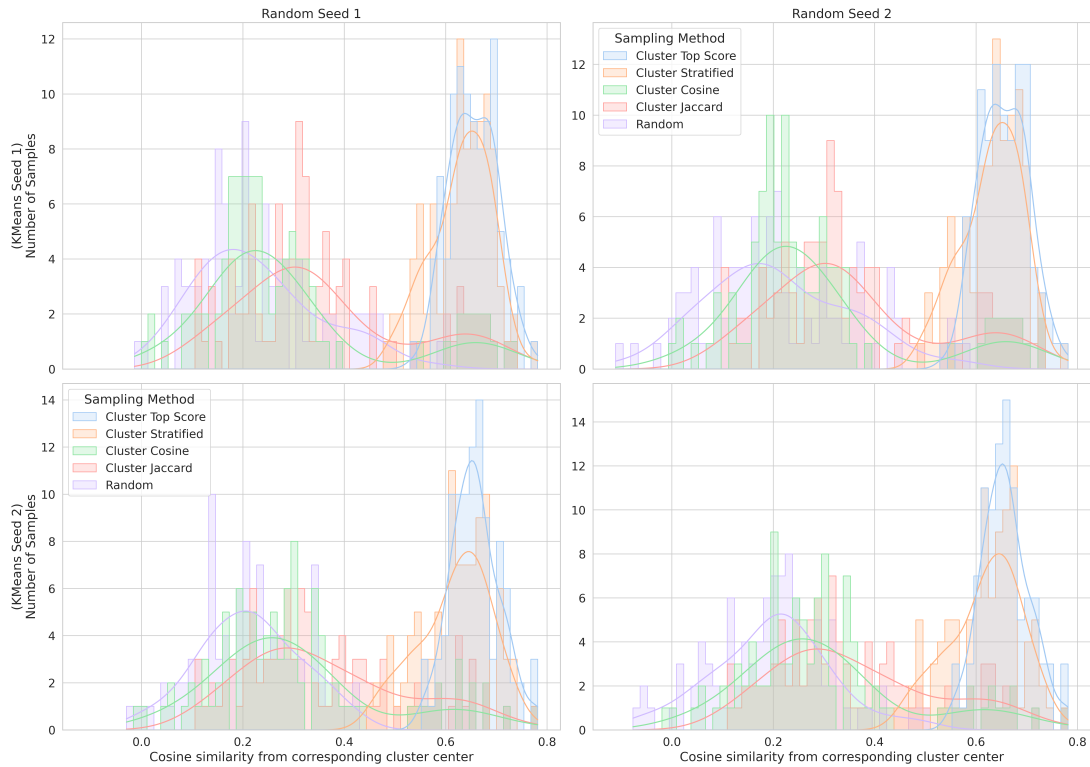 Random Seed 1
Random Seed 2
12
10
8
6
4
2
0
(KMeans Seed 1)
Number of Samples
12
10
8
6
4
2
0
Sampling Method
Cluster Top Score
Cluster Stratified
Cluster Cosine
Cluster Jaccard
Random
14
12
10
8
6
4
2
0
(KMeans Seed 2)
Number of Samples
Sampling Method
Cluster Top Score
Cluster Stratified
Cluster Cosine
Cluster Jaccard
Random
0.0 0.2 0.4 0.6 0.8
Cosine similarity from corresponding cluster center
14
12
10
8
6
4
2
0
0.0 0.2 0.4 0.6 0.8
Cosine similarity from corresponding cluster center